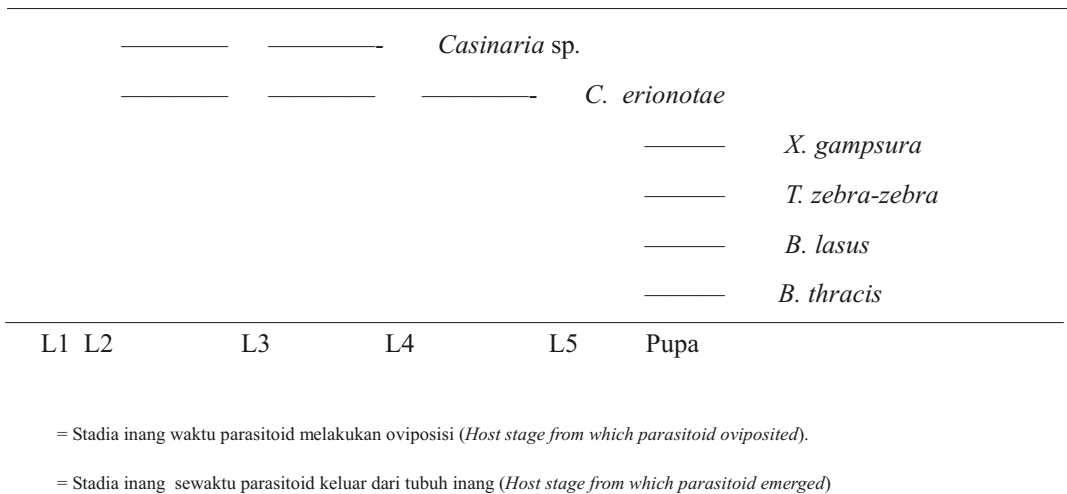 Casinaria sp.
C. erionotae
X. gampsura
T. zebra-zebra
B. lasus
B. thracis
L1 L2 L3 L4 L5 Pupa
= Stadia inang waktu parasitoid melakukan oviposisi (Host stage from which parasitoid oviposited).
= Stadia inang sewaktu parasitoid keluar dari tubuh inang (Host stage from which parasitoid emerged)